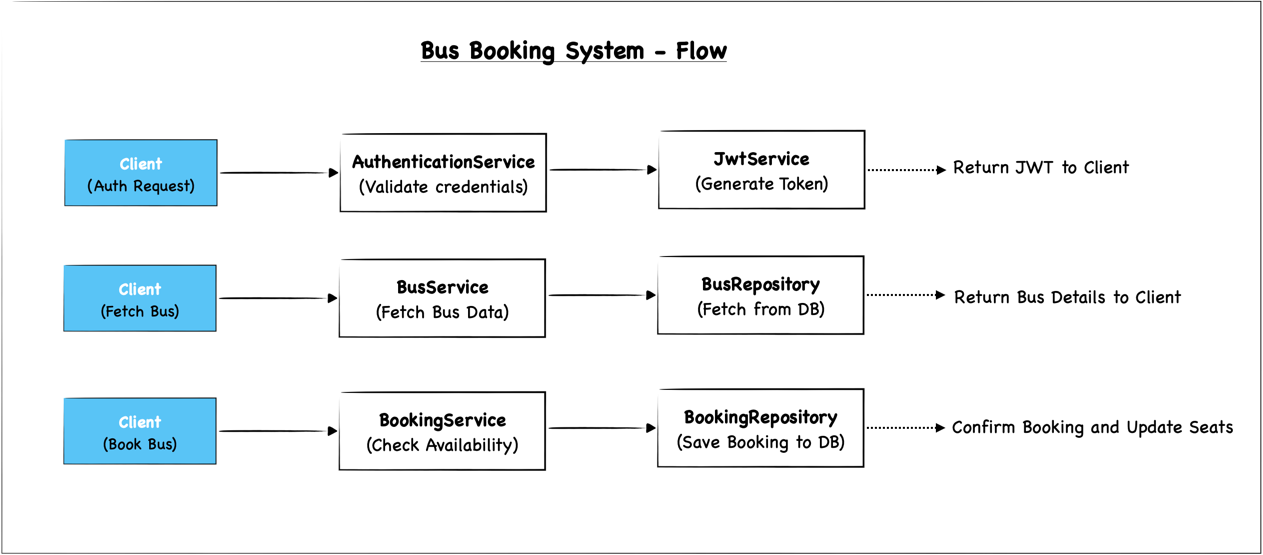 Bus Booking System - Flow
Client
(Auth Request)
AuthenticationService
(Validate credentials)
JwtService
(Generate Token)
Return JWT to Client
Client
(Fetch Bus)
BusService
(Fetch Bus Data)
BusRepository
(Fetch from DB)
Return Bus Details to Client
Client
(Book Bus)
BookingService
(Check Availability)
BookingRepository
(Save Booking to DB)
Confirm Booking and Update Seats